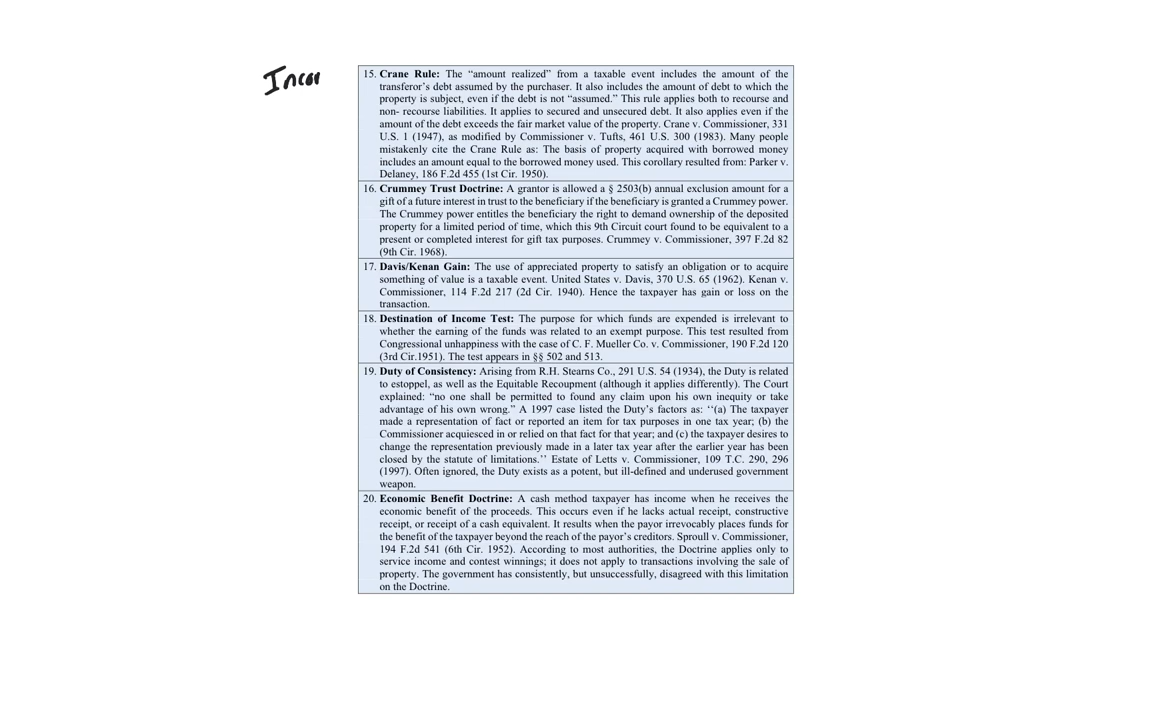 15. Crane Rule: The “amount realized” from a taxable event includes the amount of the
transferor’s debt assumed by the purchaser. It also includes the amount of debt to which the
property is subject, even if the debt is not “assumed.” This rule applies both to recourse and
non- recourse liabilities. It applies to secured and unsecured debt. It also applies even if the
amount of the debt exceeds the fair market value of the property. Crane v. Commissioner, 331
U.S. 1 (1947), as modified by Commissioner v. Tufts, 461 U.S. 300 (1983). Many people
mistakenly cite the Crane Rule as: The basis of property acquired with borrowed money
includes an amount equal to the borrowed money used. This corollary resulted from: Parker v.
Delaney, 186 F.2d 455 (1st Cir. 1950).
16. Crummey Trust Doctrine: A grantor is allowed a § 2503(b) annual exclusion amount for a
gift of a future interest in trust to the beneficiary if the beneficiary is granted a Crummey power.
The Crummey power entitles the beneficiary the right to demand ownership of the deposited
property for a limited period of time, which this 9th Circuit court found to be equivalent to a
present or completed interest for gift tax purposes. Crummey v. Commissioner, 397 F.2d 82
(9th Cir. 1968).
17. Davis/Kenan Gain: The use of appreciated property to satisfy an obligation or to acquire
something of value is a taxable event. United States v. Davis, 370 U.S. 65 (1962). Kenan v.
Commissioner, 114 F.2d 217 (2d Cir. 1940). Hence the taxpayer has gain or loss on the
transaction.
18. Destination of Income Test: The purpose for which funds are expended is irrelevant to
whether the earning of the funds was related to an exempt purpose. This test resulted from
Congressional unhappiness with the case of C. F. Mueller Co. v. Commissioner, 190 F.2d 120
(3rd Cir.1951). The test appears in §§ 502 and 513.
19. Duty of Consistency: Arising from R.H. Stearns Co., 291 U.S. 54 (1934), the Duty is related
to estoppel, as well as the Equitable Recoupment (although it applies differently). The Court
explained: “no one shall be permitted to found any claim upon his own inequity or take
advantage of his own wrong.” A 1997 case listed the Duty’s factors as: ‘‘(a) The taxpayer
made a representation of fact or reported an item for tax purposes in one tax year; (b) the
Commissioner acquiesced in or relied on that fact for that year; and (c) the taxpayer desires to
change the representation previously made in a later tax year after the earlier year has been
closed by the statute of limitations.’’ Estate of Letts v. Commissioner, 109 T.C. 290, 296
(1997). Often ignored, the Duty exists as a potent, but ill-defined and underused government
weapon.
20. Economic Benefit Doctrine: A cash method taxpayer has income when he receives the
economic benefit of the proceeds. This occurs even if he lacks actual receipt, constructive
receipt, or receipt of a cash equivalent. It results when the payor irrevocably places funds for
the benefit of the taxpayer beyond the reach of the payor’s creditors. Sproull v. Commissioner,
194 F.2d 541 (6th Cir. 1952). According to most authorities, the Doctrine applies only to
service income and contest winnings; it does not apply to transactions involving the sale of
property. The government has consistently, but unsuccessfully, disagreed with this limitation
on the Doctrine.